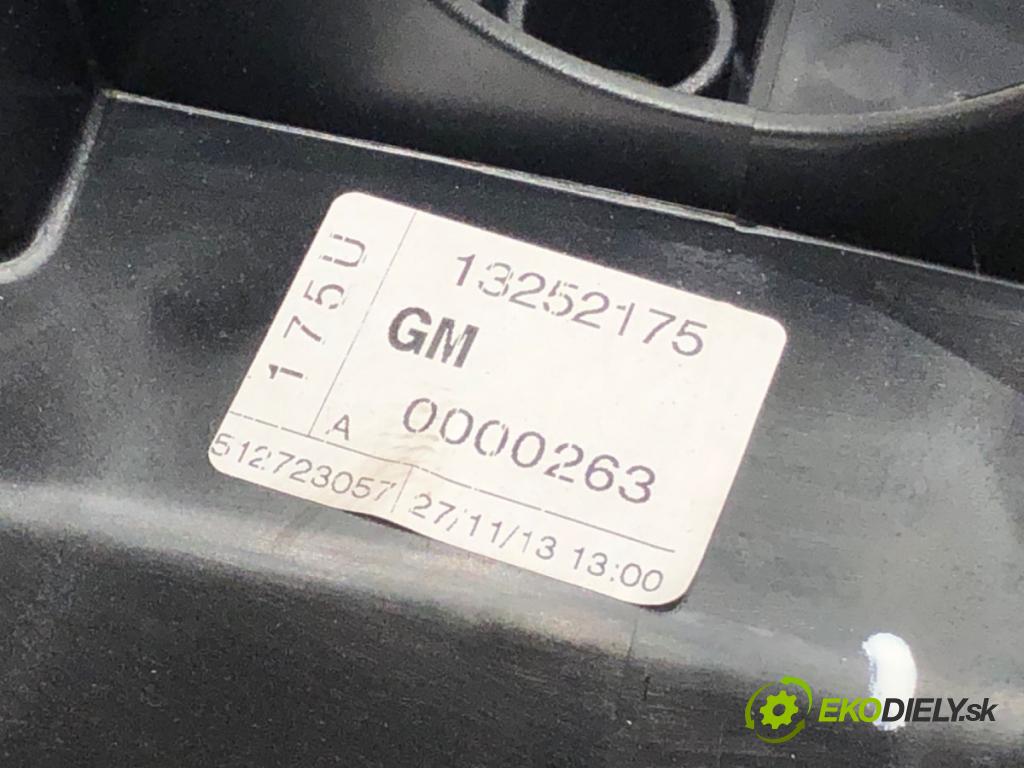 175U
13252175
GM
A
0000263
512723057
27/11/13 13:00
EKODIELY.sk